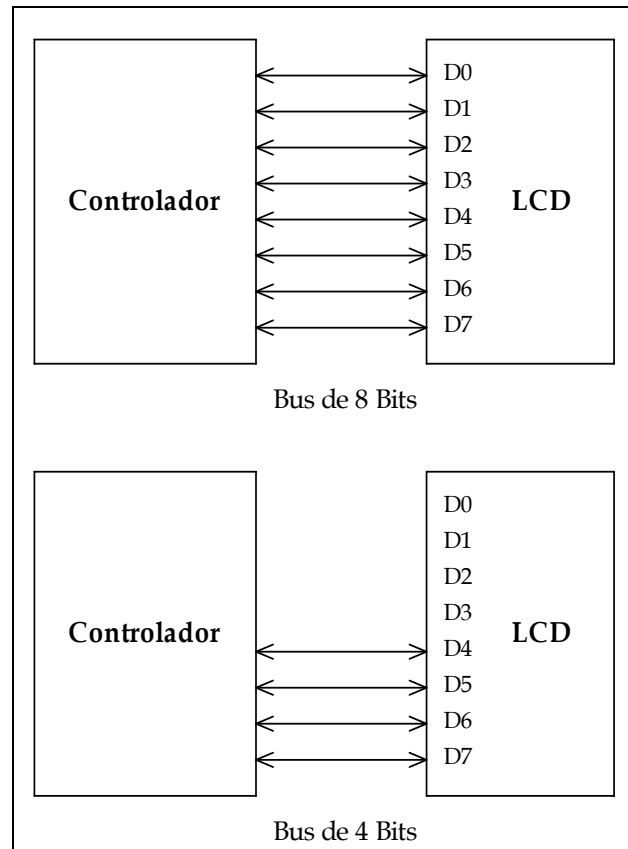 D0
D1
D2
D3
Controlador
D4
LCD
D5
D6
D7
Bus de 8 Bits
D0
D1
D2
D3
Controlador
D4
LCD
D5
D6
D7
Bus de 4 Bits